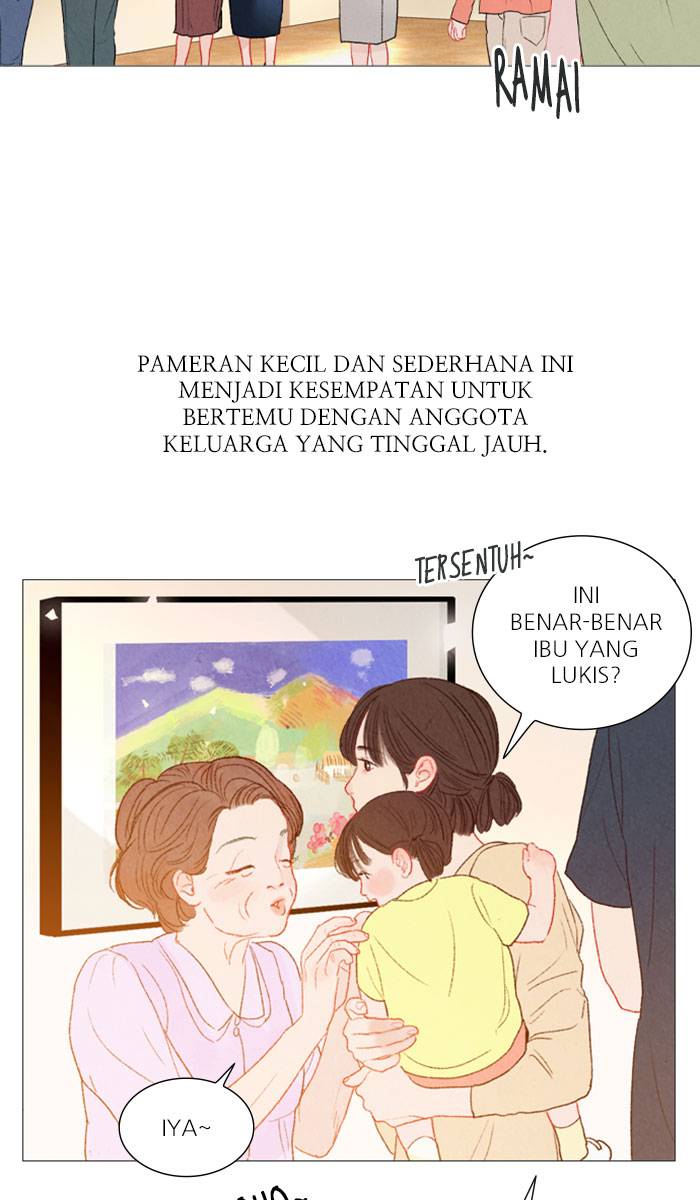 RAMAI
PAMERAN KECIL DAN SEDERHANA INI
MENJADI KESEMPATAN UNTUK
BERTEMU DENGAN ANGGOTA
KELUARGA YANG TINGGAL JAUH.
TERSENTUH~
INI
BENAR-BENAR
IBU YANG
LUKIS?
IYA~